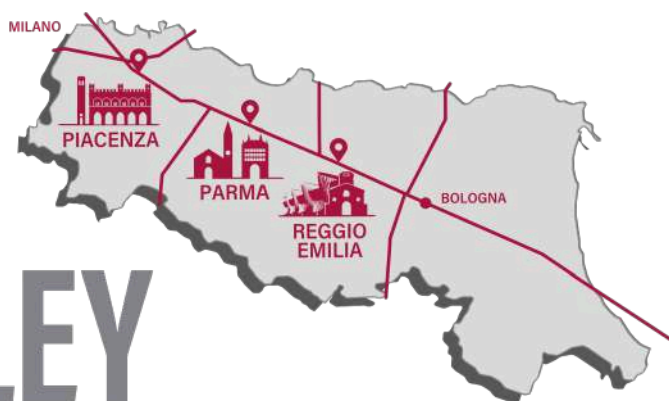 MILANO
PIACENZA
PARMA
REGGIO
EMILIA
BOLOGNA
LEY